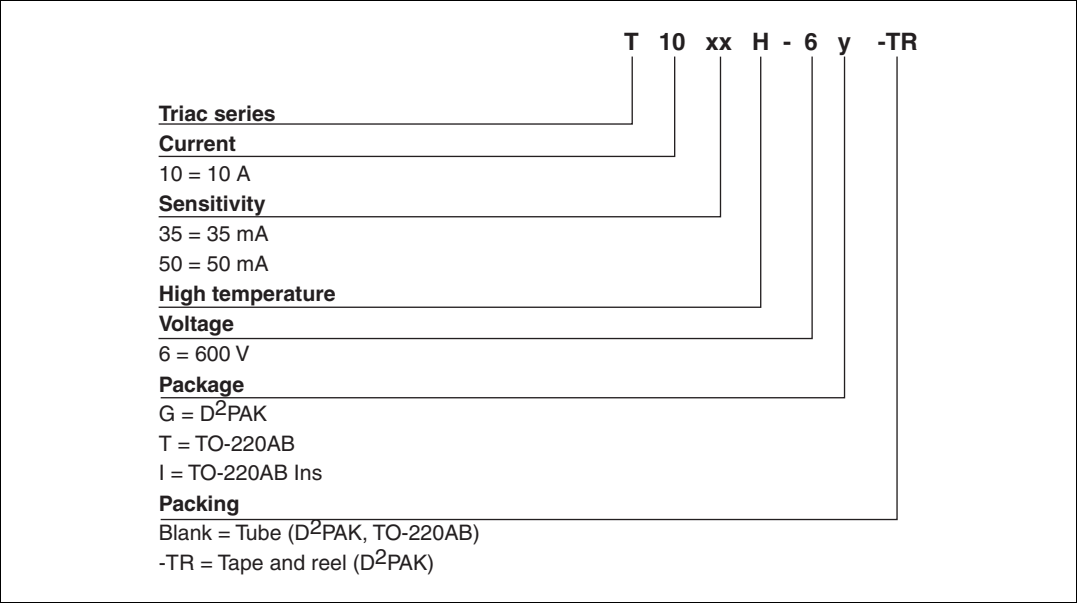 T 10 xx H - 6 y -TR
Triac series
Current
10 = 10 A
Sensitivity
35 = 35 mA
50 = 50 mA
High temperature
Voltage
6 = 600 V
Package
G = D²PAK
T = TO-220AB
I = TO-220AB Ins
Packing
Blank = Tube (D²PAK, TO-220AB)
-TR = Tape and reel (D²PAK)